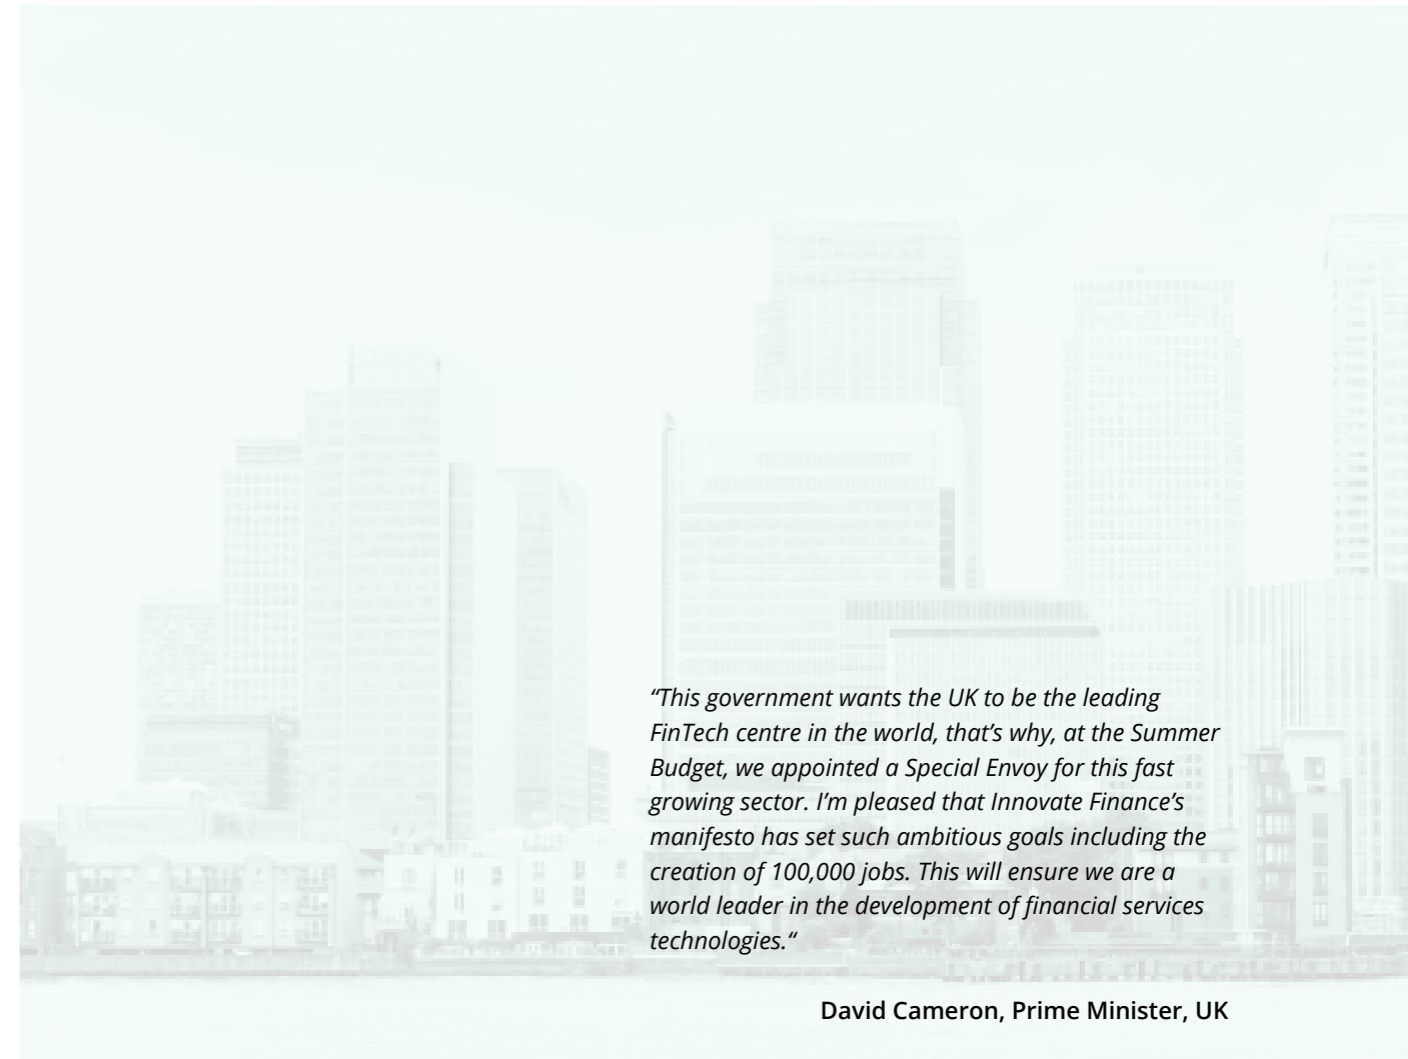 “This government wants the UK to be the leading
FinTech centre in the world, that’s why, at the Summer
Budget, we appointed a Special Envoy for this fast
growing sector. I’m pleased that Innovate Finance’s
manifesto has set such ambitious goals including the
creation of 100,000 jobs. This will ensure we are a
world leader in the development of financial services
technologies.“
David Cameron, Prime Minister, UK